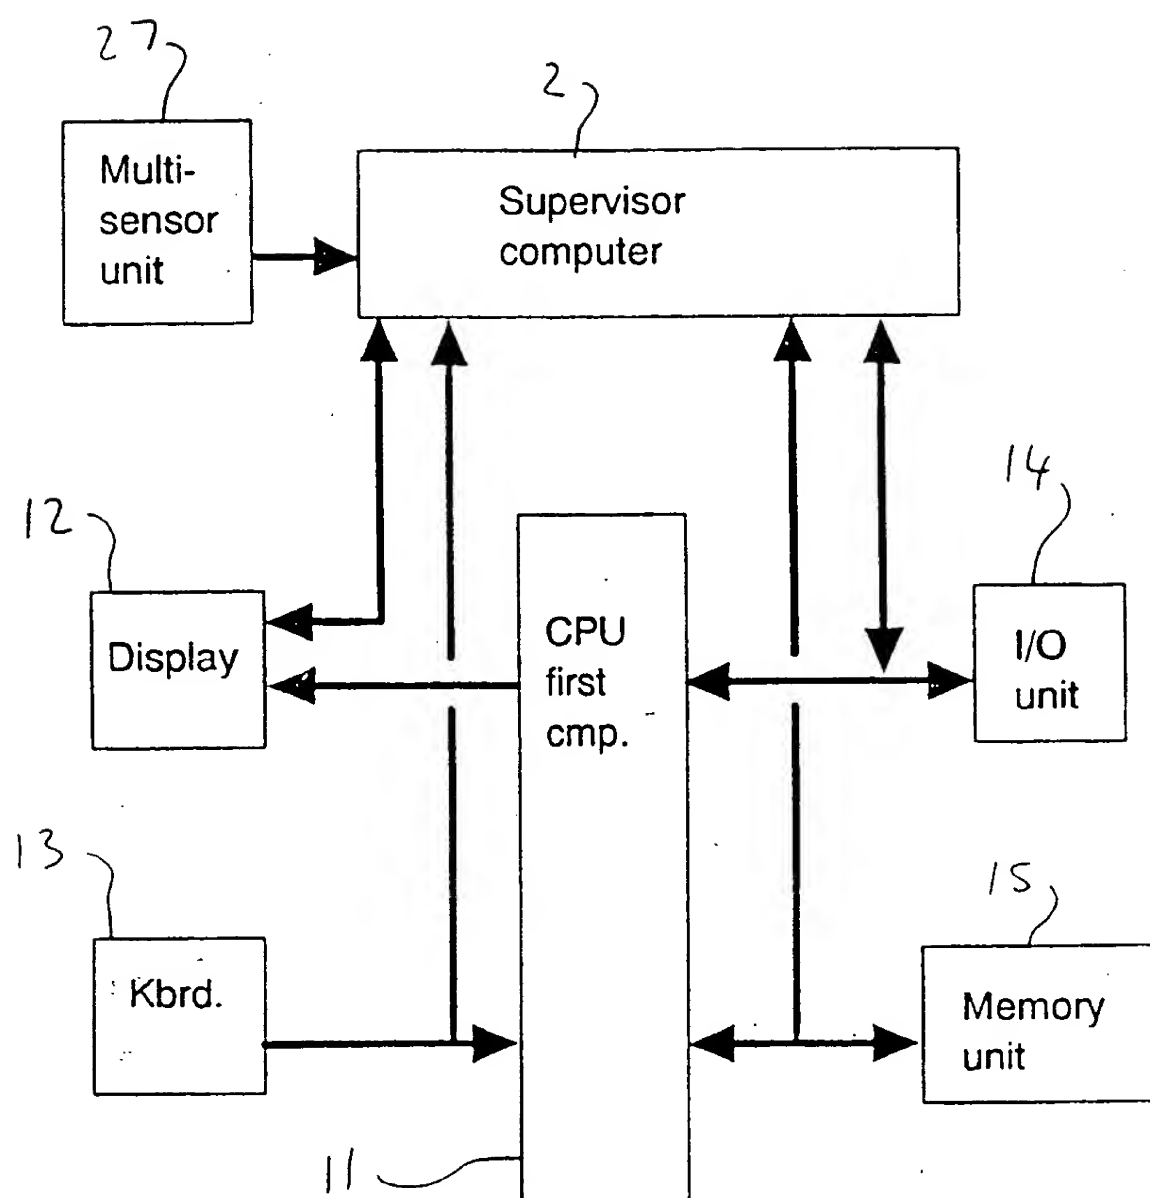 27
2
Multi-
sensor
unit
Supervisor
computer
14
12
Display
CPU
first
cmp.
I/O
unit
13
15
Kbrd.
Memory
unit
11